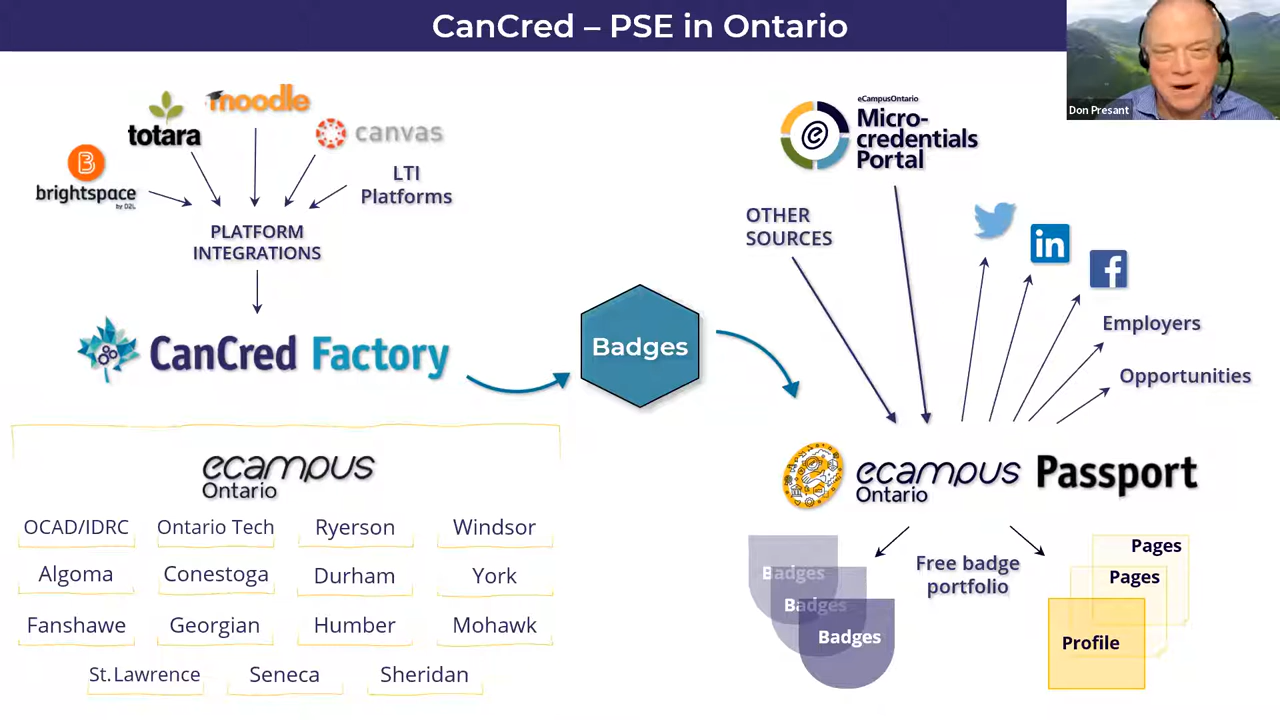 CanCred – PSE in Ontario
Don Presant
totara
moodle
canvas
brightspace
by D2L
LTI
Platforms
PLATFORM
INTEGRATIONS
CanCred Factory
Badges
eCampusOntario
Micro-
credentials
Portal
OTHER
SOURCES
in
f
Employers
Opportunities
ecampus
Ontario
OCAD/IDRC
Ontario Tech
Ryerson
Windsor
Algoma
Conestoga
Durham
York
Fanshawe
Georgian
Humber
Mohawk
St. Lawrence
Seneca
Sheridan
ecampus
Ontario
Passport
Free badge
portfolio
Badges
Badges
Badges
Pages
Pages
Profile